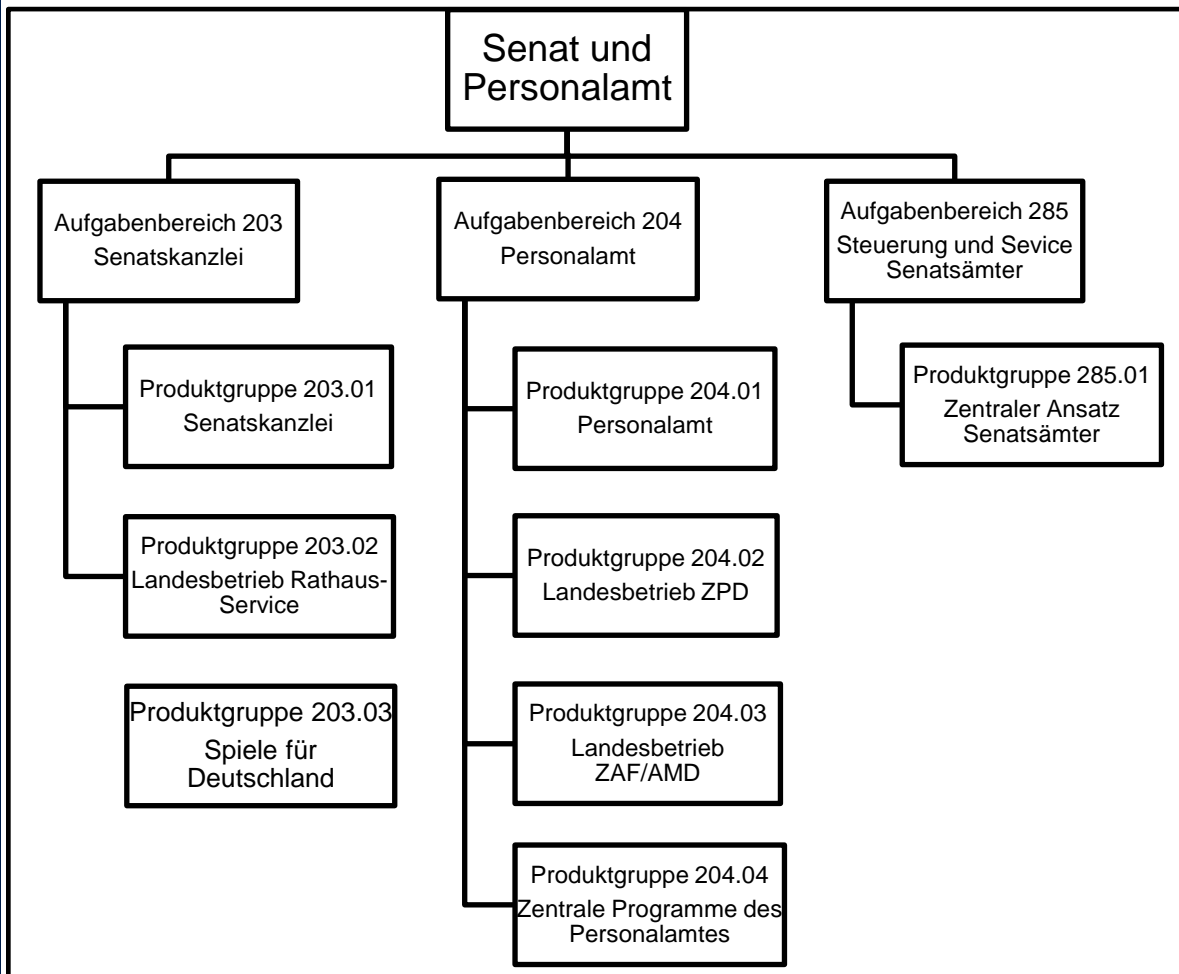 Senat und
Personalamt
Aufgabenbereich 203
Senatskanzlei
Aufgabenbereich 204
Personalamt
Aufgabenbereich 285
Steuerung und Sevice
Senatsämter
Produktgruppe 203.01
Senatskanzlei
Produktgruppe 203.02
Landesbetrieb Rathaus-
Service
Produktgruppe 203.03
Spiele für
Deutschland
Produktgruppe 204.01
Personalamt
Produktgruppe 204.02
Landesbetrieb ZPD
Produktgruppe 204.03
Landesbetrieb
ZAF/AMD
Produktgruppe 204.04
Zentrale Programme des
Personalamtes
Produktgruppe 285.01
Zentraler Ansatz
Senatsämter